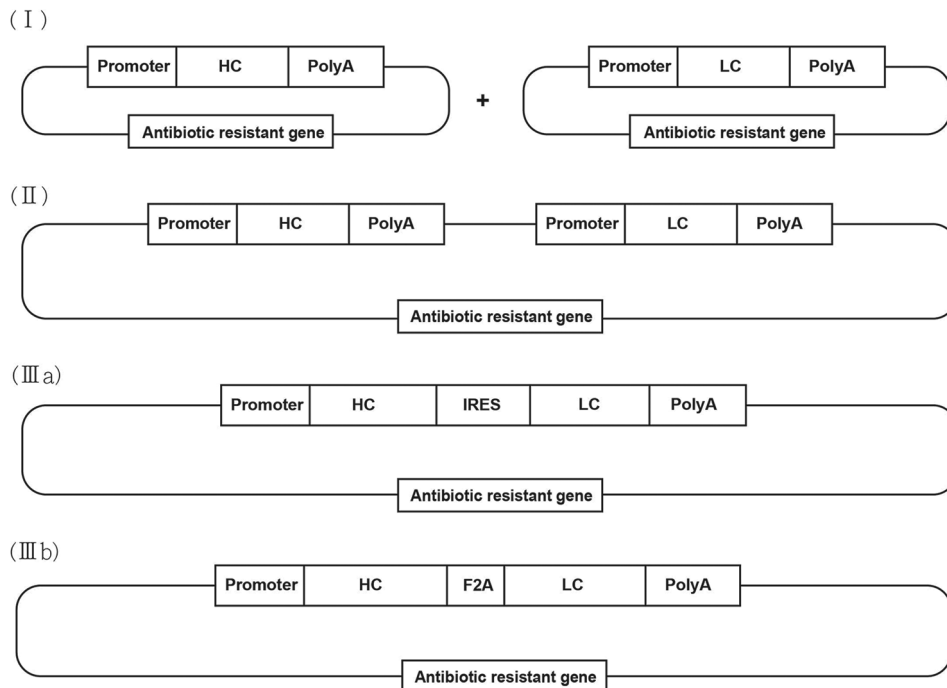 (Ⅰ)
Promoter HC PolyA Promoter LC PolyA
+
Antibiotic resistant gene Antibiotic resistant gene
(Ⅱ)
Promoter HC PolyA Promoter LC PolyA
Antibiotic resistant gene
(Ⅲa)
Promoter HC IRES LC PolyA
Antibiotic resistant gene
(Ⅲb)
Promoter HC F2A LC PolyA
Antibiotic resistant gene